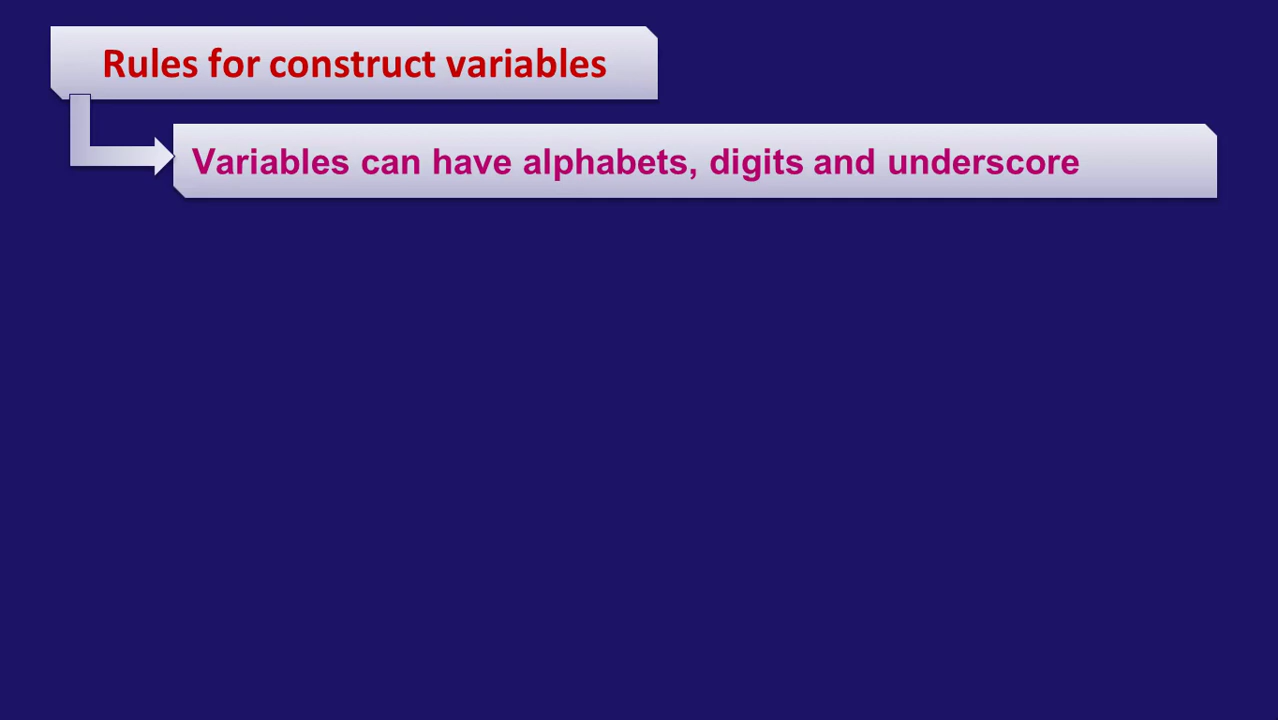 Rules for construct variables
Variables can have alphabets, digits and underscore